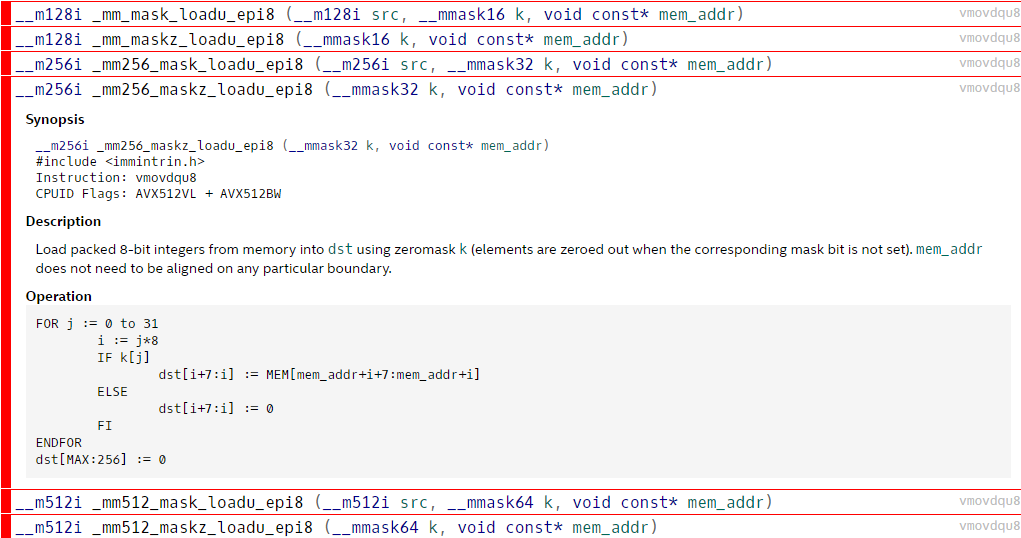 __m128i _mm_mask_loadu_epi8 (__m128i src, __mmask16 k, void const* mem_addr) vmovdqu8
__m128i _mm_maskz_loadu_epi8 (__mmask16 k, void const* mem_addr) vmovdqu8
__m256i _mm256_mask_loadu_epi8 (__m256i src, __mmask32 k, void const* mem_addr) vmovdqu8
__m256i _mm256_maskz_loadu_epi8 (__mmask32 k, void const* mem_addr) vmovdqu8
Synopsis
__m256i _mm256_maskz_loadu_epi8 (__mmask32 k, void const* mem_addr)
#include <immintrin.h>
Instruction: vmovdqu8
CPUID Flags: AVX512VL + AVX512BW
Description
Load packed 8-bit integers from memory into dst using zeromask k (elements are zeroed out when the corresponding mask bit is not set). mem_addr
does not need to be aligned on any particular boundary.
Operation
FOR j := 0 to 31
i := j*8
IF k[j]
dst[i+7:i] := MEM[mem_addr+i+7:mem_addr+i]
ELSE
dst[i+7:i] := 0
FI
ENDFOR
dst[MAX:256] := 0
__m512i _mm512_mask_loadu_epi8 (__m512i src, __mmask64 k, void const* mem_addr) vmovdqu8
__m512i _mm512_maskz_loadu_epi8 (__mmask64 k, void const* mem_addr) vmovdqu8